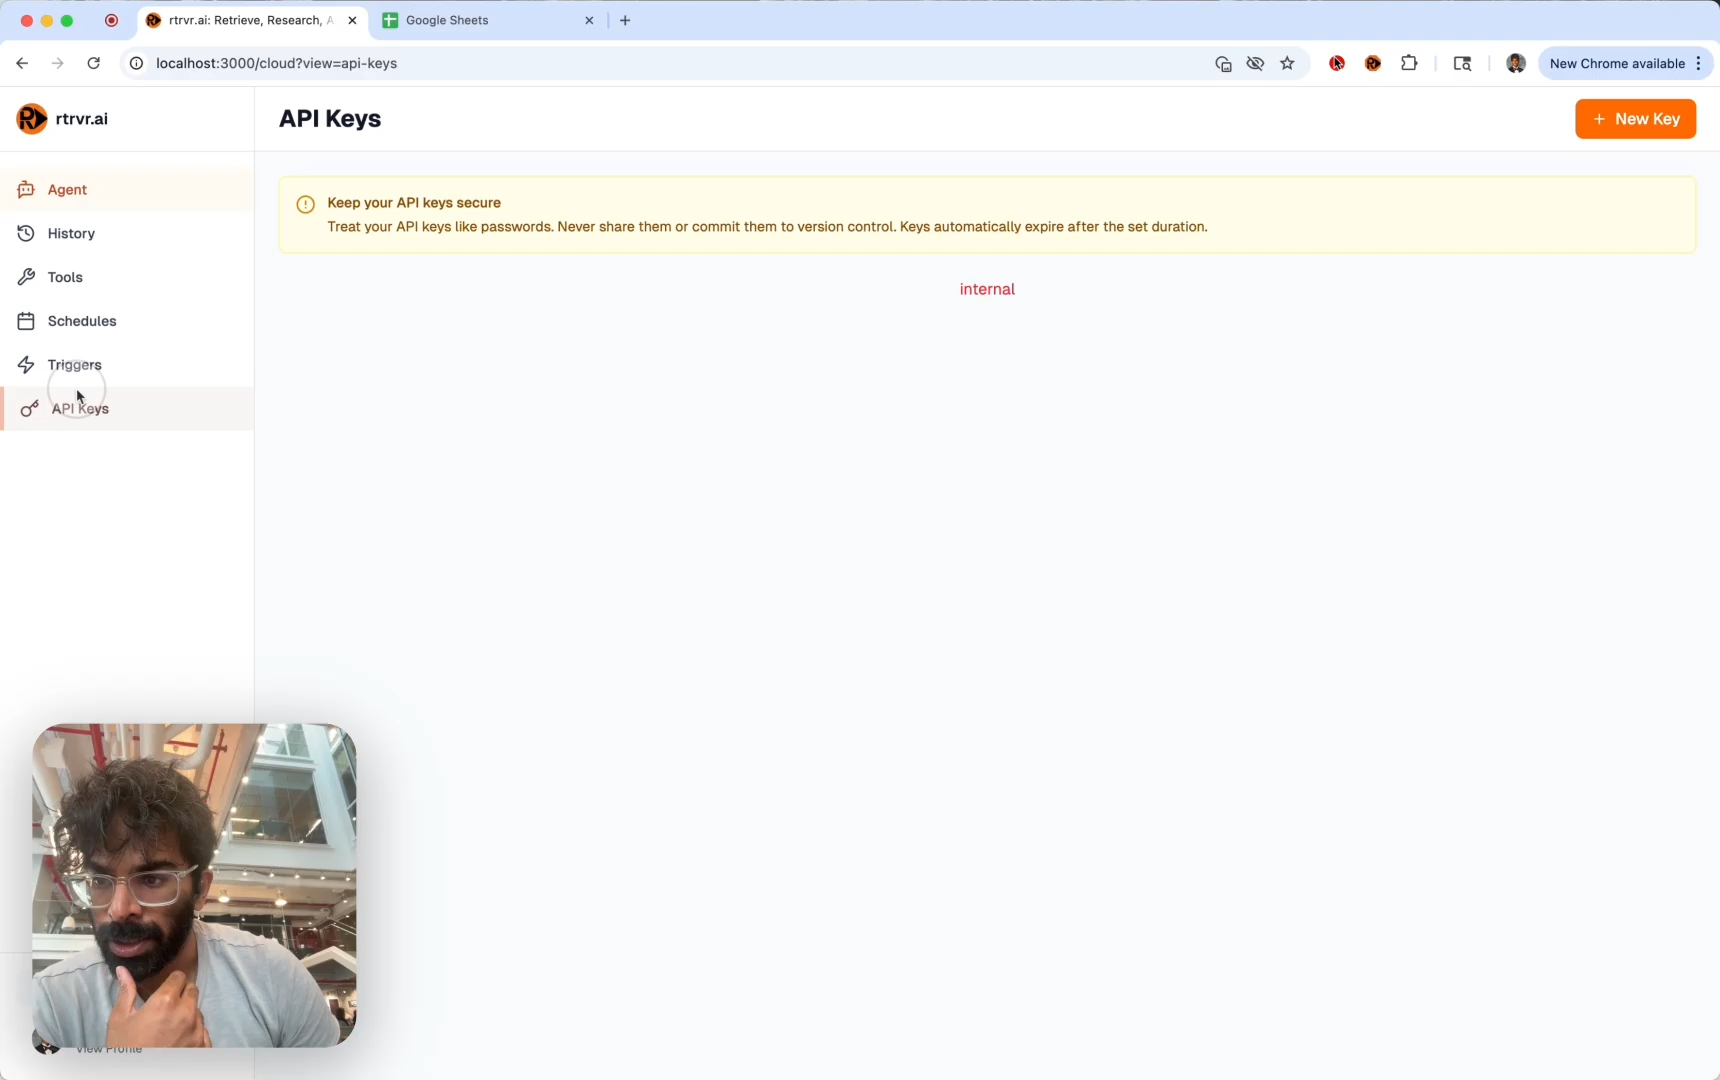 rtrvr.ai: Retrieve, Research, A
Google Sheets
localhost:3000/cloud?view=api-keys
New Chrome available
rtrvr.ai
API Keys
+ New Key
Agent
History
Tools
Schedules
Triggers
API Keys
Keep your API keys secure
Treat your API keys like passwords. Never share them or commit them to version control. Keys automatically expire after the set duration.
internal
View Profile